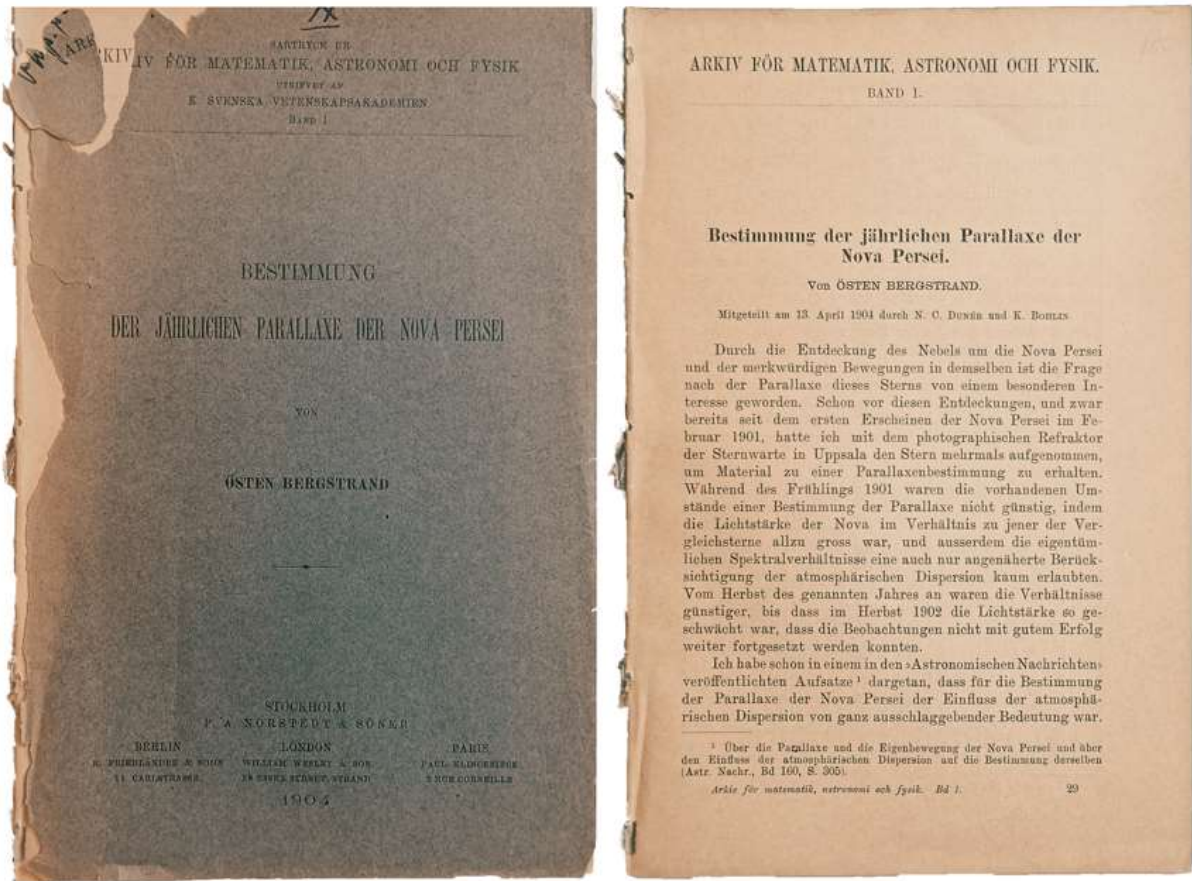 ARK
KIV
IV FÖR MATEMATIK, ASTRONOMI OCH FYSIK
UTGIFVET AF
K. SVENSKA VETENSKAPSAKADEMIEN
BAND 1
BESTIMMUNG
DER JÄHRLICHEN PARALLAXE DER NOVA PERSEI
VON
ÖSTEN BERGSTRAND
STOCKHOLM
P. A. NORSTEDT & SÖNER
BERLIN LONDON PARIS
R. FRIEDLÄNDER & SOHN WILLIAM WESLEY & SON PAUL KLINCKSIECK
11 CARLSTRASSE 28 ESSEX STREET, STRAND 3 RUE CORNEILLE
1904
ARKIV FÖR MATEMATIK, ASTRONOMI OCH FYSIK.
BAND 1.
Bestimmung der jährlichen Parallaxe der
Nova Persei.
Von ÖSTEN BERGSTRAND.
Mitgeteilt am 13. April 1904 durch N. C. DUNÉR und K. BOHLIN
Durch die Entdeckung des Nebels um die Nova Persei
und der merkwürdigen Bewegungen in demselben ist die Frage
nach der Parallaxe dieses Sterns von einem besonderen In-
teresse geworden. Schon vor diesen Entdeckungen, und zwar
bereits seit dem ersten Erscheinen der Nova Persei im Fe-
bruar 1901, hatte ich mit dem photographischen Refraktor
der Sternwarte in Uppsala den Stern mehrmals aufgenommen,
um Material zu einer Parallaxenbestimmung zu erhalten.
Während des Frühlings 1901 waren die vorhandenen Um-
stände einer Bestimmung der Parallaxe nicht günstig, indem
die Lichtstärke der Nova im Verhältnis zu jener der Ver-
gleichsterne allzu gross war, und ausserdem die eigentüm-
lichen Spektralverhältnisse eine auch nur angenäherte Berück-
sichtigung der atmosphärischen Dispersion kaum erlaubten.
Vom Herbst des genannten Jahres an waren die Verhältnisse
günstiger, bis dass im Herbst 1902 die Lichtstärke so ge-
schwächt war, dass die Beobachtungen nicht mit gutem Erfolg
weiter fortgesetzt werden konnten.
Ich habe schon in einem in den »Astronomischen Nachrichten»
veröffentlichten Aufsatze ¹ dargetan, dass für die Bestimmung
der Parallaxe der Nova Persei der Einfluss der atmosphä-
rischen Dispersion von ganz ausschlaggebender Bedeutung war.
¹ Über die Parallaxe und die Eigenbewegung der Nova Persei und über
den Einfluss der atmosphärischen Dispersion auf die Bestimmung derselben
(Astr. Nachr., Bd 160, S. 305).
Arkiv för matematik, astronomi och fysik. Bd 1. 29